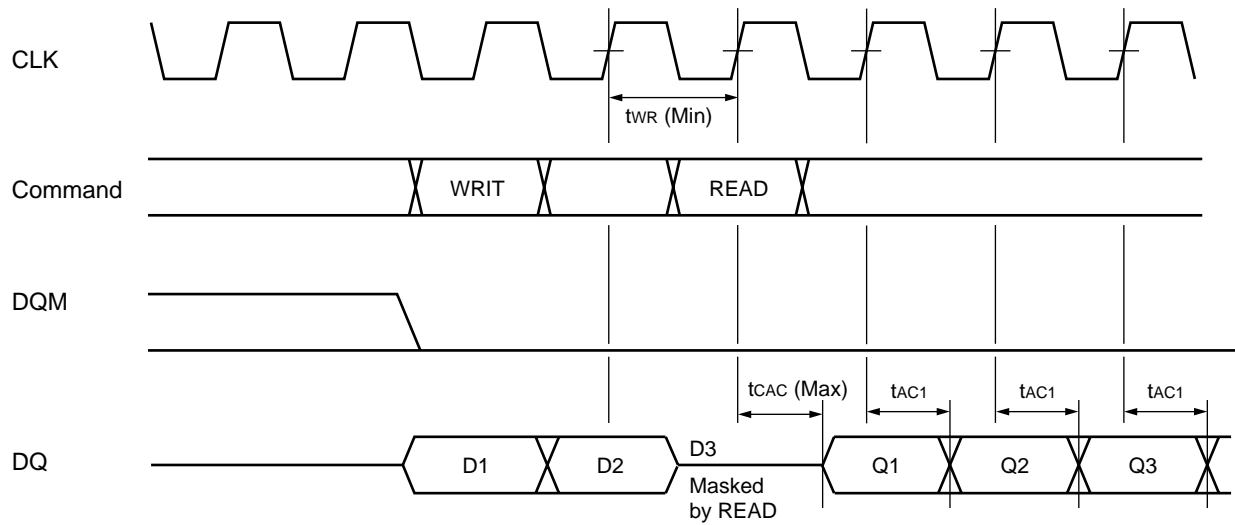 CLK
tWR (Min)
Command
WRIT
READ
DQM
tCAC (Max)
tAC1
tAC1
tAC1
DQ
D1
D2
D3
Masked
by READ
Q1
Q2
Q3